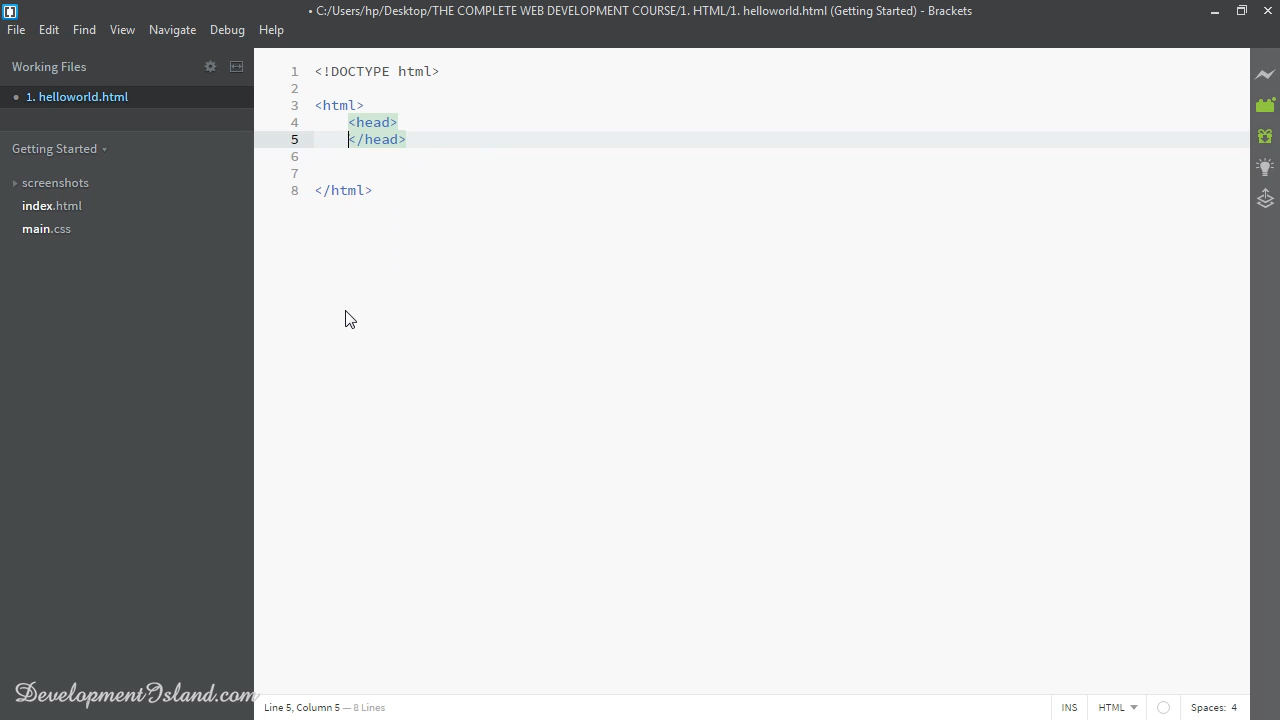 • C:/Users/hp/Desktop/THE COMPLETE WEB DEVELOPMENT COURSE/1. HTML/1. helloworld.html (Getting Started) - Brackets
File Edit Find View Navigate Debug Help
Working Files
1. helloworld.html
Getting Started
screenshots
index.html
main.css
1 <!DOCTYPE html>
2
3 <html>
4 <head>
5 </head>
6
7
8 </html>
DevelopmentIsland.com
Line 5, Column 5 — 8 Lines
INS HTML Spaces: 4